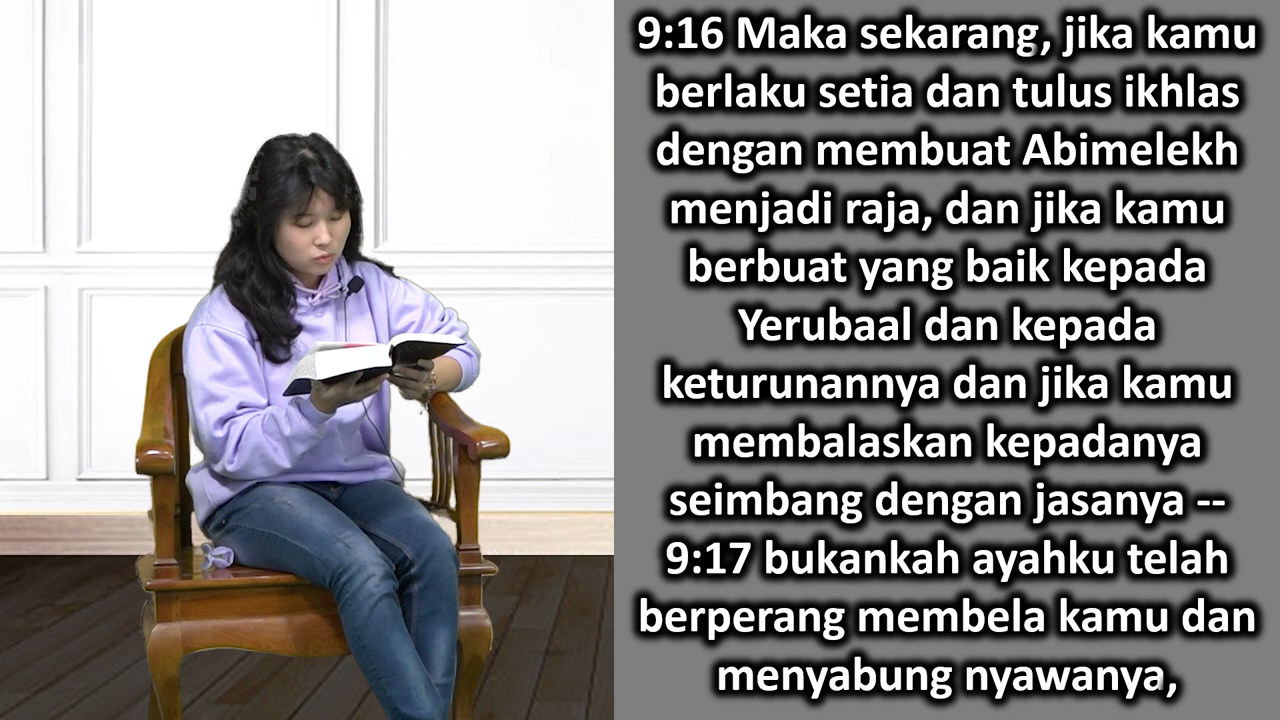 9:16 Maka sekarang, jika kamu
berlaku setia dan tulus ikhlas
dengan membuat Abimelekh
menjadi raja, dan jika kamu
berbuat yang baik kepada
Yerubaal dan kepada
keturunannya dan jika kamu
membalaskan kepadanya
seimbang dengan jasanya --
9:17 bukankah ayahku telah
berperang membela kamu dan
menyabung nyawanya,